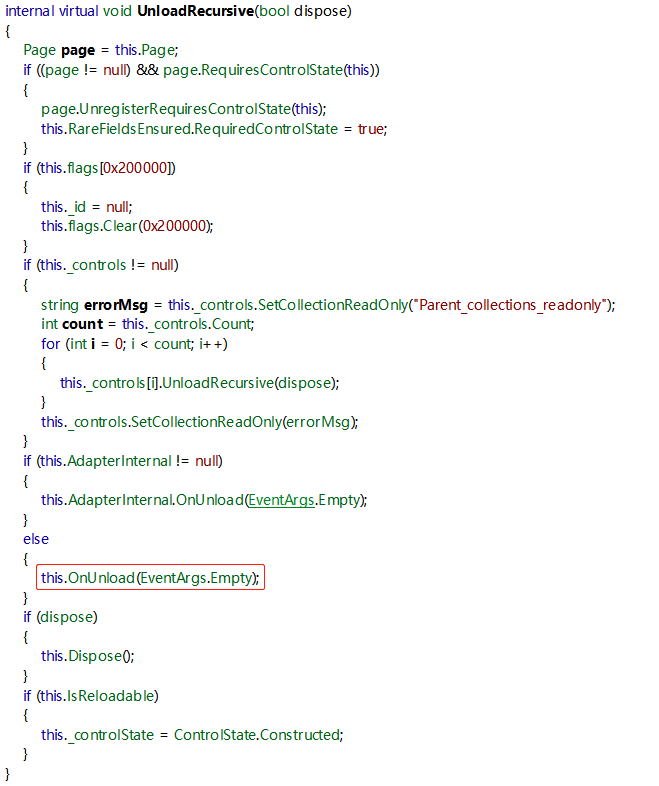 internal virtual void UnloadRecursive(bool dispose)
{
Page page = this.Page;
if ((page != null) && page.RequiresControlState(this))
{
page.UnregisterRequiresControlState(this);
this.RareFieldsEnsured.RequiredControlState = true;
}
if (this.flags[0x200000])
{
this._id = null;
this.flags.Clear(0x200000);
}
if (this._controls != null)
{
string errorMsg = this._controls.SetCollectionReadOnly("Parent_collections_readonly");
int count = this._controls.Count;
for (int i = 0; i < count; i++)
{
this._controls[i].UnloadRecursive(dispose);
}
this._controls.SetCollectionReadOnly(errorMsg);
}
if (this.AdapterInternal != null)
{
this.AdapterInternal.OnUnload(EventArgs.Empty);
}
else
{
this.OnUnload(EventArgs.Empty);
}
if (dispose)
{
this.Dispose();
}
if (this.IsReloadable)
{
this._controlState = ControlState.Constructed;
}
}